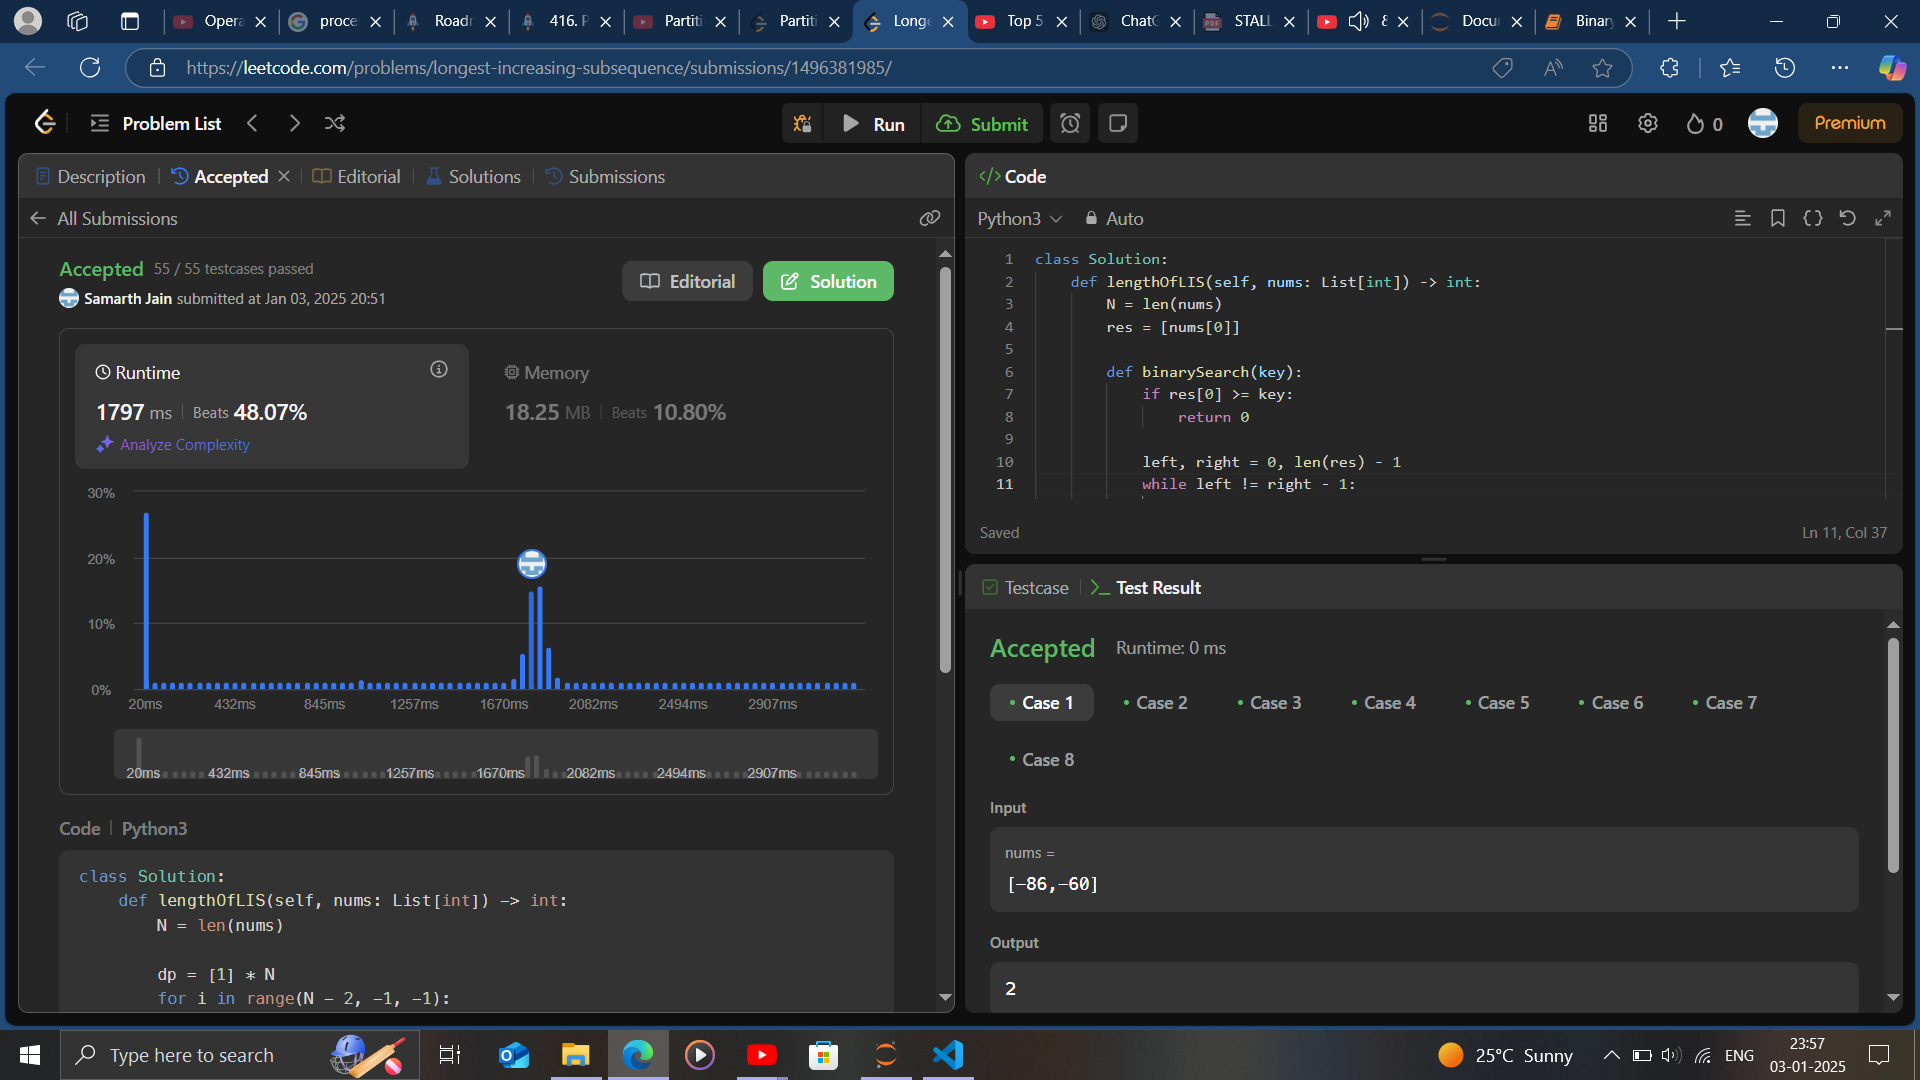 Opera
proce
Roadr
416. P
Partiti
Partiti
Longe
Top 5
ChatG
STALL
8
Docur
Binary
https://leetcode.com/problems/longest-increasing-subsequence/submissions/1496381985/
Problem List
Run
Submit
0
Premium
Description
Accepted
Editorial
Solutions
Submissions
All Submissions
Accepted 55 / 55 testcases passed
Samarth Jain submitted at Jan 03, 2025 20:51
Editorial
Solution
Runtime
1797 ms | Beats 48.07%
Analyze Complexity
Memory
18.25 MB | Beats 10.80%
30%
20%
10%
0%
20ms 432ms 845ms 1257ms 1670ms 2082ms 2494ms 2907ms
20ms 432ms 845ms 1257ms 1670ms 2082ms 2494ms 2907ms
Code | Python3
class Solution:
    def lengthOfLIS(self, nums: List[int]) -> int:
        N = len(nums)
        dp = [1] * N
        for i in range(N - 2, -1, -1):
</> Code
Python3
Auto
1 class Solution:
2     def lengthOfLIS(self, nums: List[int]) -> int:
3         N = len(nums)
4         res = [nums[0]]
5
6         def binarySearch(key):
7             if res[0] >= key:
8                 return 0
9
10             left, right = 0, len(res) - 1
11             while left != right - 1:
Saved
Ln 11, Col 37
Testcase
Test Result
Accepted Runtime: 0 ms
• Case 1 • Case 2 • Case 3 • Case 4 • Case 5 • Case 6 • Case 7
• Case 8
Input
nums =
[-86,-60]
Output
2
Type here to search
25°C Sunny
ENG
23:57
03-01-2025